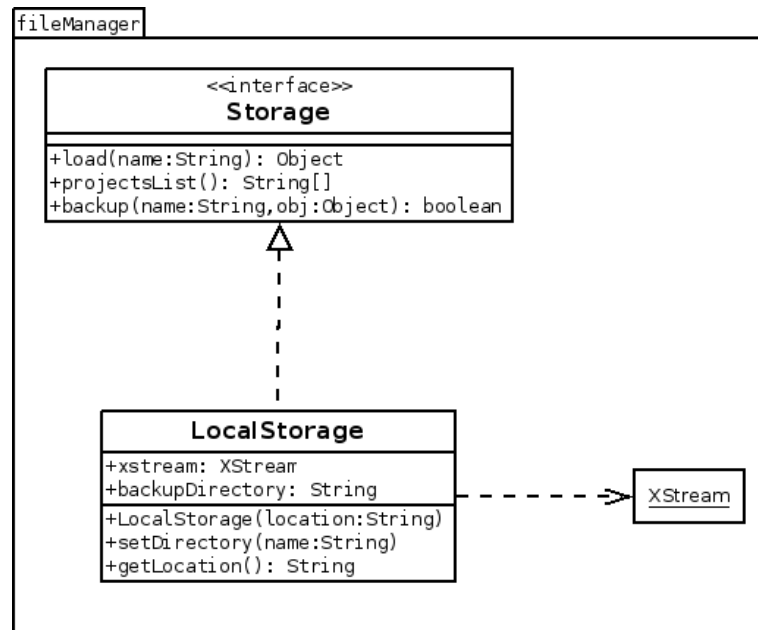 fileManager
<<interface>>
Storage
+load(name:String): Object
+projectsList(): String[]
+backup(name:String,obj:Object): boolean
LocalStorage
+xstream: XStream
+backupDirectory: String
XStream
+LocalStorage(location:String)
+setDirectory(name:String)
+getLocation(): String